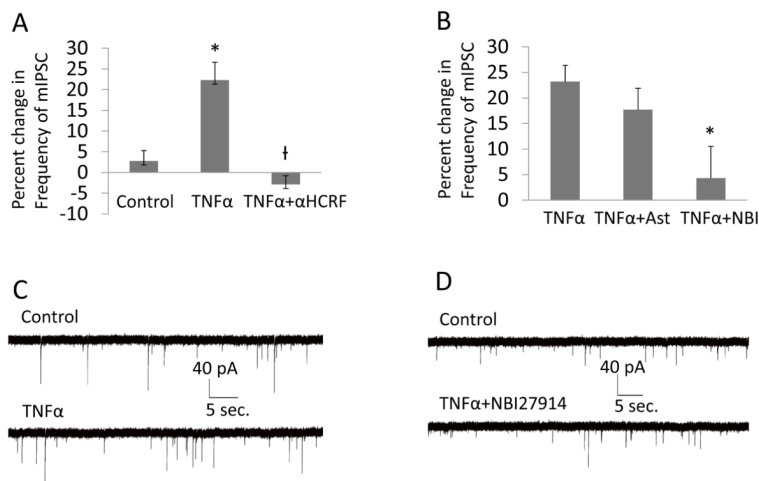 A
Percent change in
Frequency of mIPSC
30
25
20
15
10
5
0
-5
-10
*
ɫ
Control TNFα TNFα+αHCRF
B
Percent change in
Frequency of mIPSC
30
25
20
15
10
5
0
*
TNFα TNFα+Ast TNFα+NBI
C
Control
40 pA
5 sec.
TNFα
D
Control
40 pA
5 sec.
TNFα+NBI27914